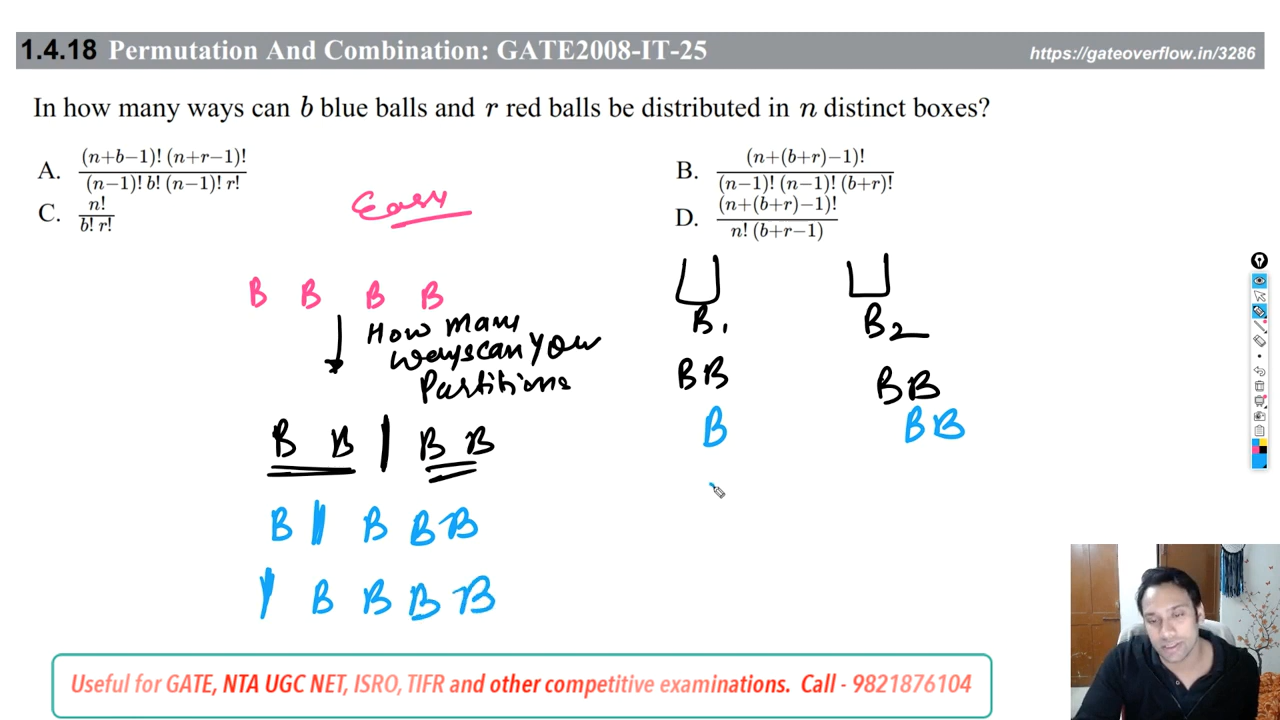 1.4.18 Permutation And Combination: GATE2008-IT-25
https://gateoverflow.in/3286
In how many ways can b blue balls and r red balls be distributed in n distinct boxes?
A. (n+b−1)! (n+r−1)! / (n−1)! b! (n−1)! r!
B. (n+(b+r)−1)! / (n−1)! (n−1)! (b+r)!
C. n! / b! r!
D. (n+(b+r)−1)! / n! (b+r−1)
Easy
B B B B
How many
ways can you
Partitions
B B | B B
B | B B B
| B B B B
B1 B2
BB BB
B BB
Useful for GATE, NTA UGC NET, ISRO, TIFR and other competitive examinations. Call - 9821876104